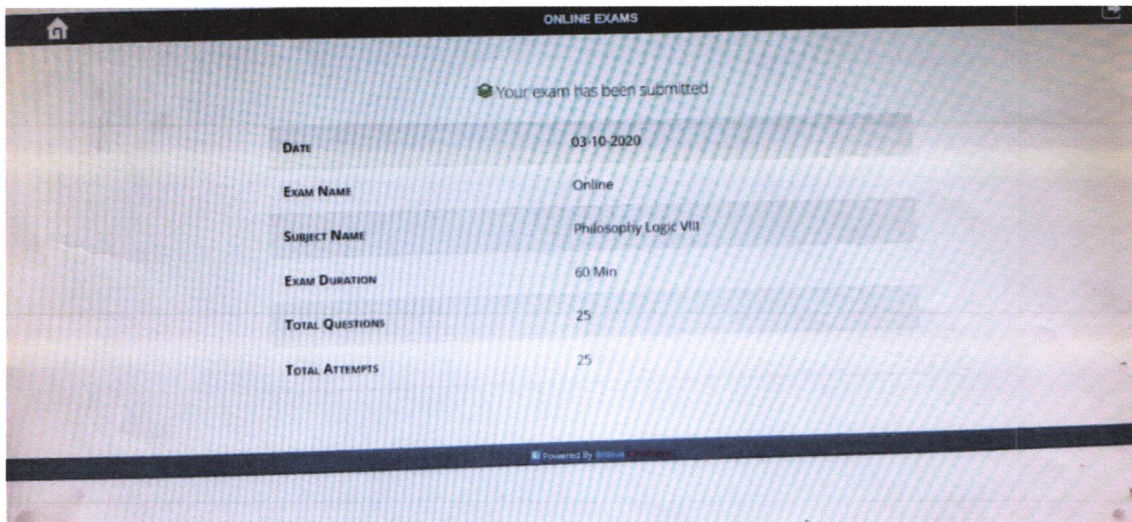 ONLINE EXAMS
Your exam has been submitted
DATE 03-10-2020
EXAM NAME Online
SUBJECT NAME Philosophy Logic VIII
EXAM DURATION 60 Min
TOTAL QUESTIONS 25
TOTAL ATTEMPTS 25
Powered By